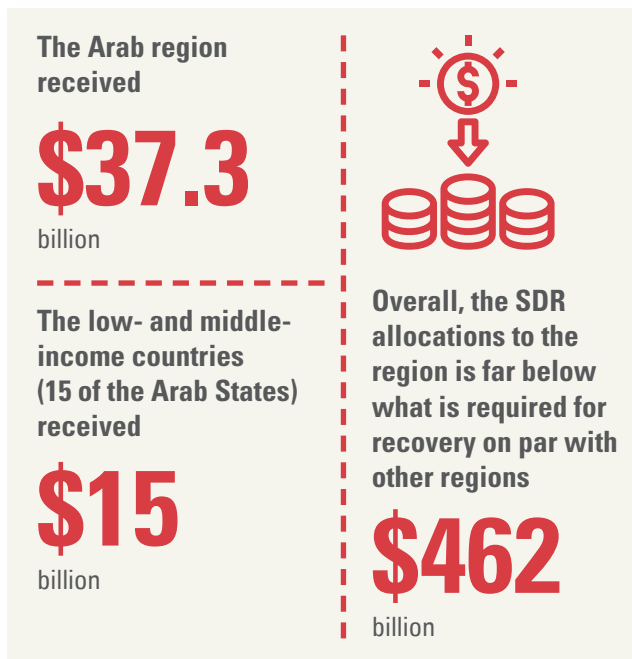 The Arab region
received
$37.3
billion
The low- and middle-
income countries
(15 of the Arab States)
received
$15
billion
$
Overall, the SDR
allocations to the
region is far below
what is required for
recovery on par with
other regions
$462
billion